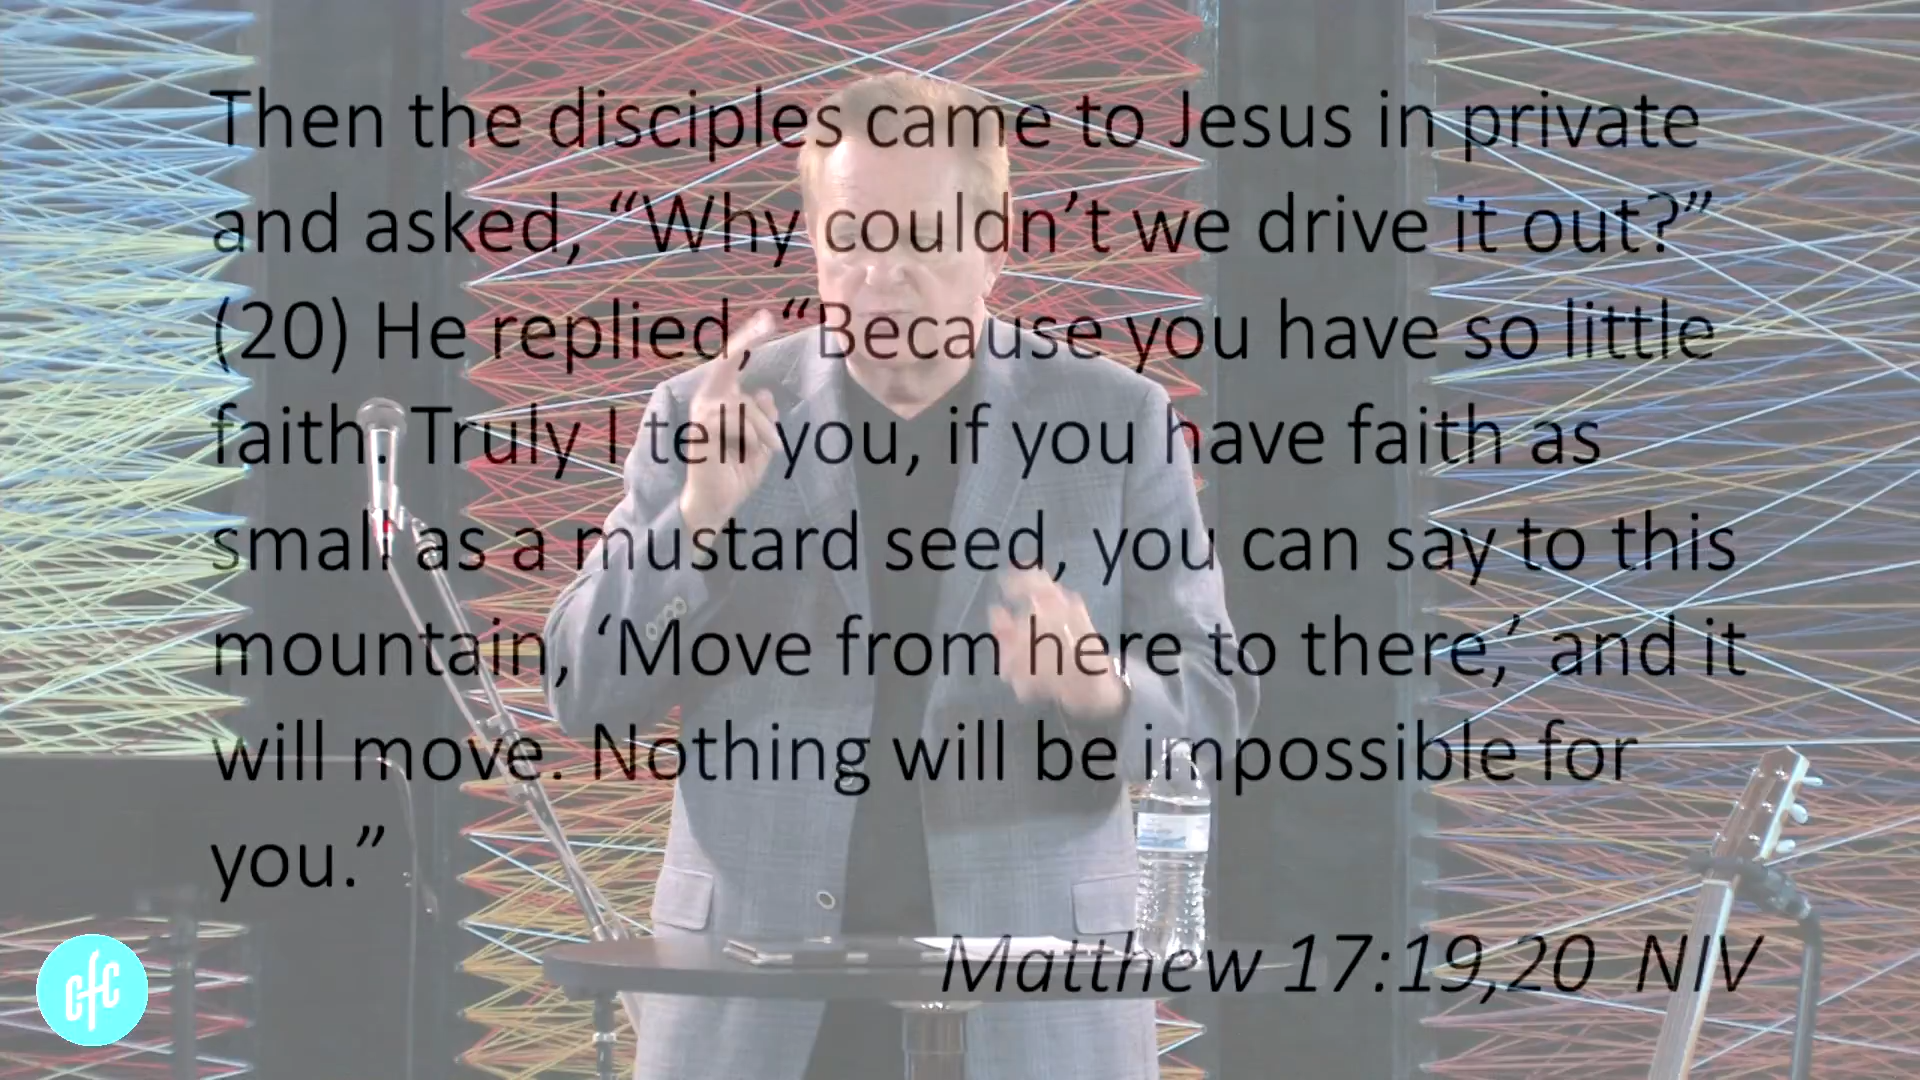 Then the disciples came to Jesus in private
and asked, “Why couldn’t we drive it out?”
(20) He replied, “Because you have so little
faith. Truly I tell you, if you have faith as
small as a mustard seed, you can say to this
mountain, ‘Move from here to there,’ and it
will move. Nothing will be impossible for
you.”
Matthew 17:19,20 NIV
cfc